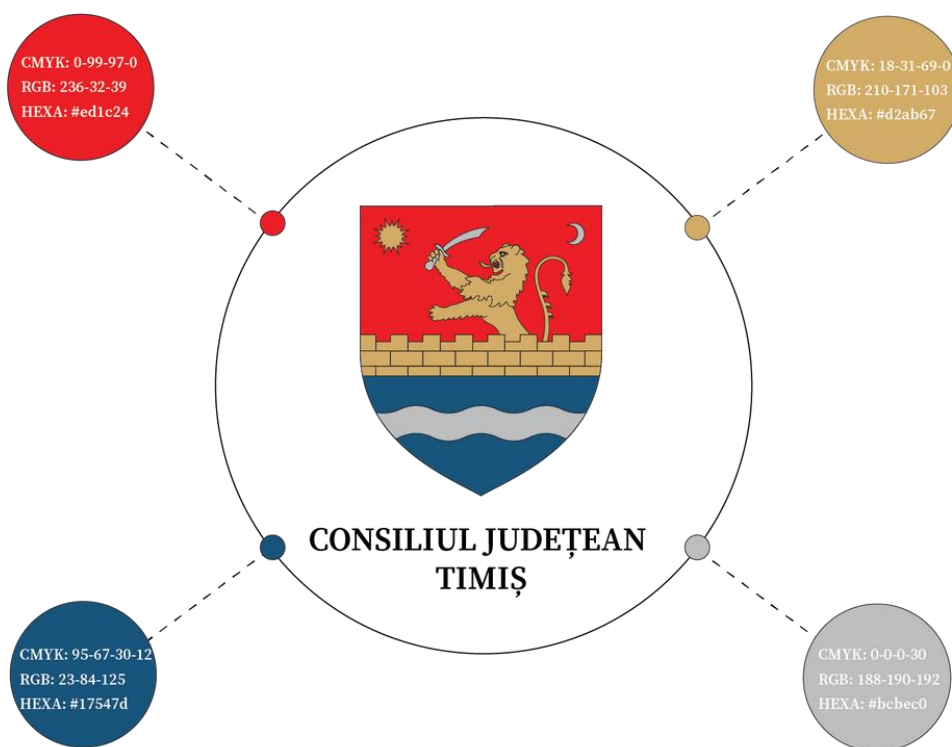 CMYK: 0-99-97-0
RGB: 236-32-39
HEXA: #ed1c24
CMYK: 18-31-69-0
RGB: 210-171-103
HEXA: #d2ab67
CONSILIUL JUDEȚEAN
TIMIȘ
CMYK: 95-67-30-12
RGB: 23-84-125
HEXA: #17547d
CMYK: 0-0-0-30
RGB: 188-190-192
HEXA: #bcbec0